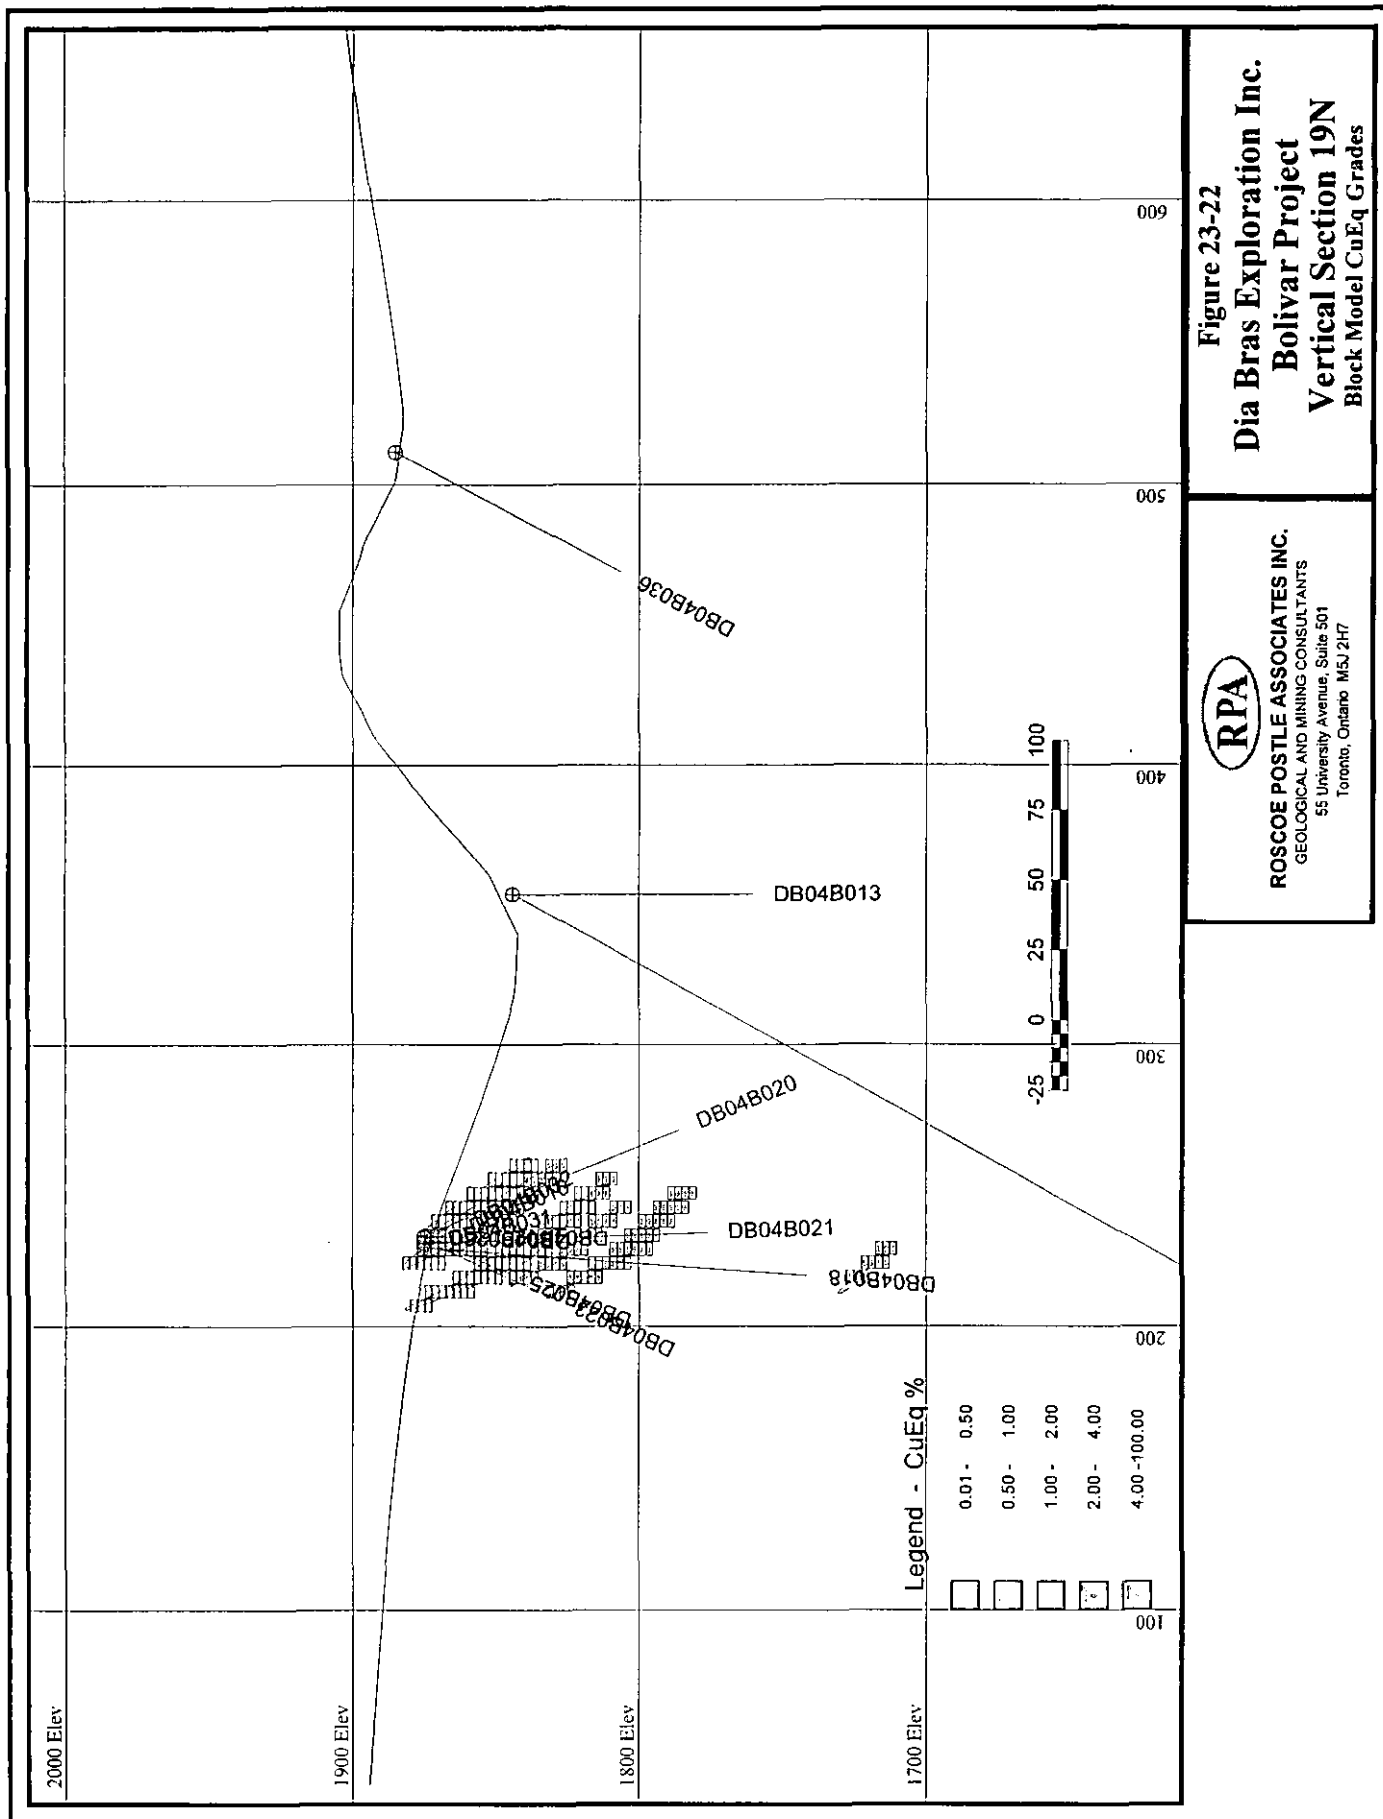 2000 Elev
1900 Elev
1800 Elev
1700 Elev
100
200
300
400
500
600
DB04B036
DB04B013
DB04B020
DB04B021
DB04B018
DB04B025
DB04B031
Legend - CuEq %
0.01 - 0.50
0.50 - 1.00
1.00 - 2.00
2.00 - 4.00
4.00 -100.00
-25 0 25 50 75 100
RPA
ROSCOE POSTLE ASSOCIATES INC.
GEOLOGICAL AND MINING CONSULTANTS
55 University Avenue, Suite 501
Toronto, Ontario M5J 2H7
Figure 23-22
Dia Bras Exploration Inc.
Bolivar Project
Vertical Section 19N
Block Model CuEq Grades